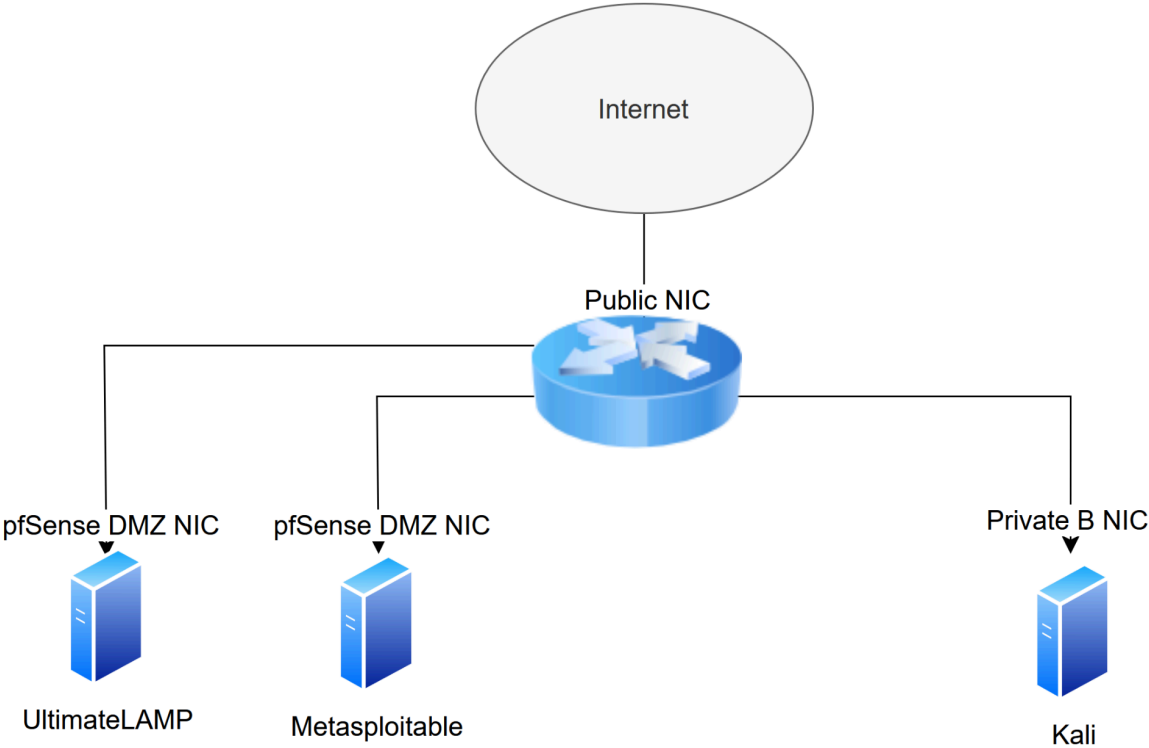 Internet
Public NIC
pfSense DMZ NIC
pfSense DMZ NIC
Private B NIC
UltimateLAMP
Metasploitable
Kali